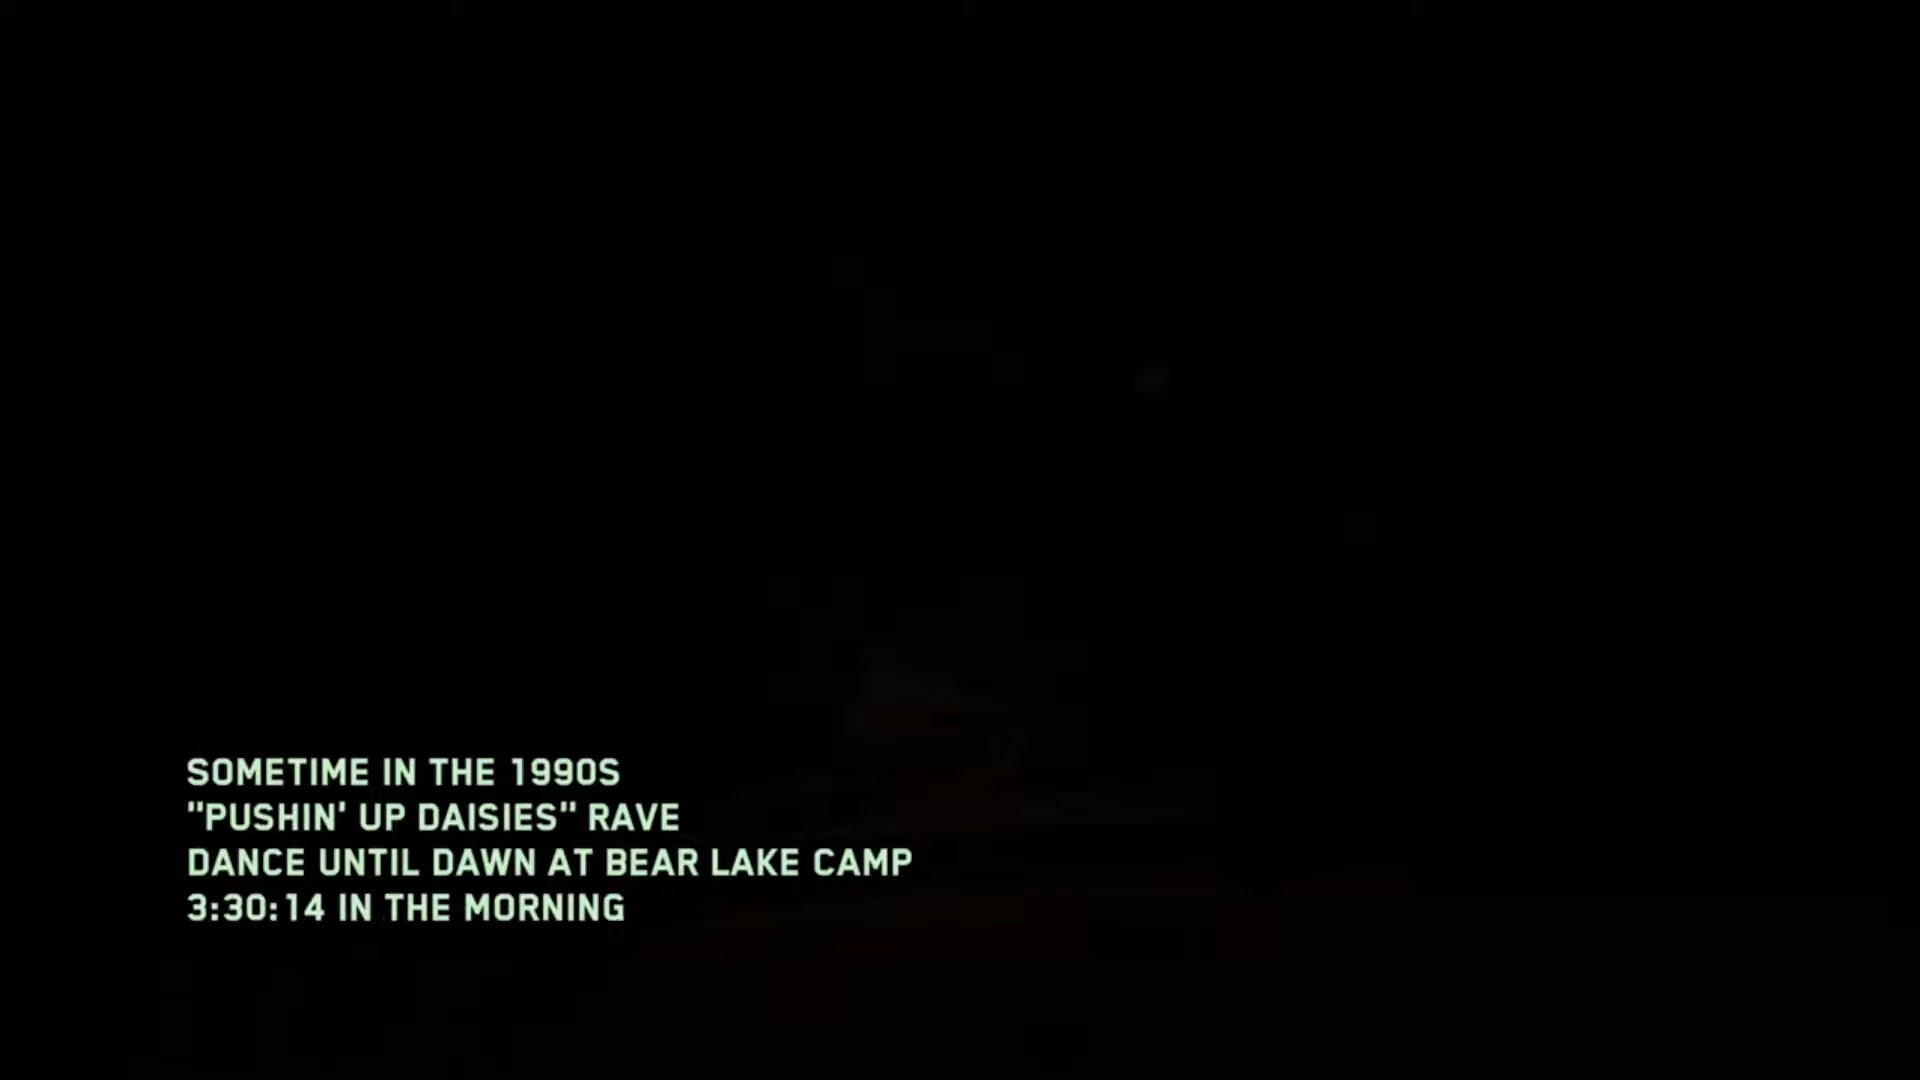 SOMETIME IN THE 1990S
"PUSHIN' UP DAISIES" RAVE
DANCE UNTIL DAWN AT BEAR LAKE CAMP
3:30:14 IN THE MORNING